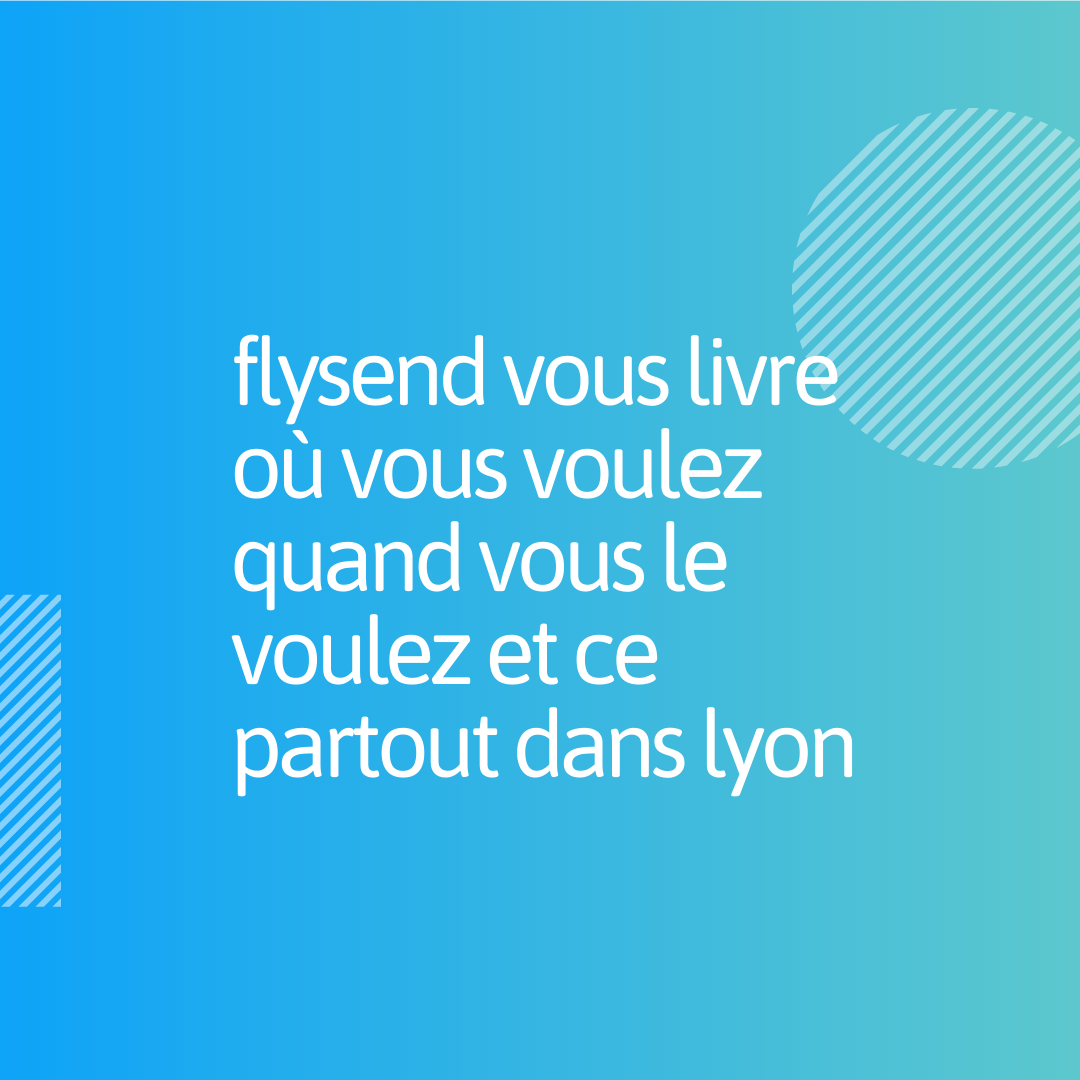 flysend vous livre
où vous voulez
quand vous le
voulez et ce
partout dans lyon